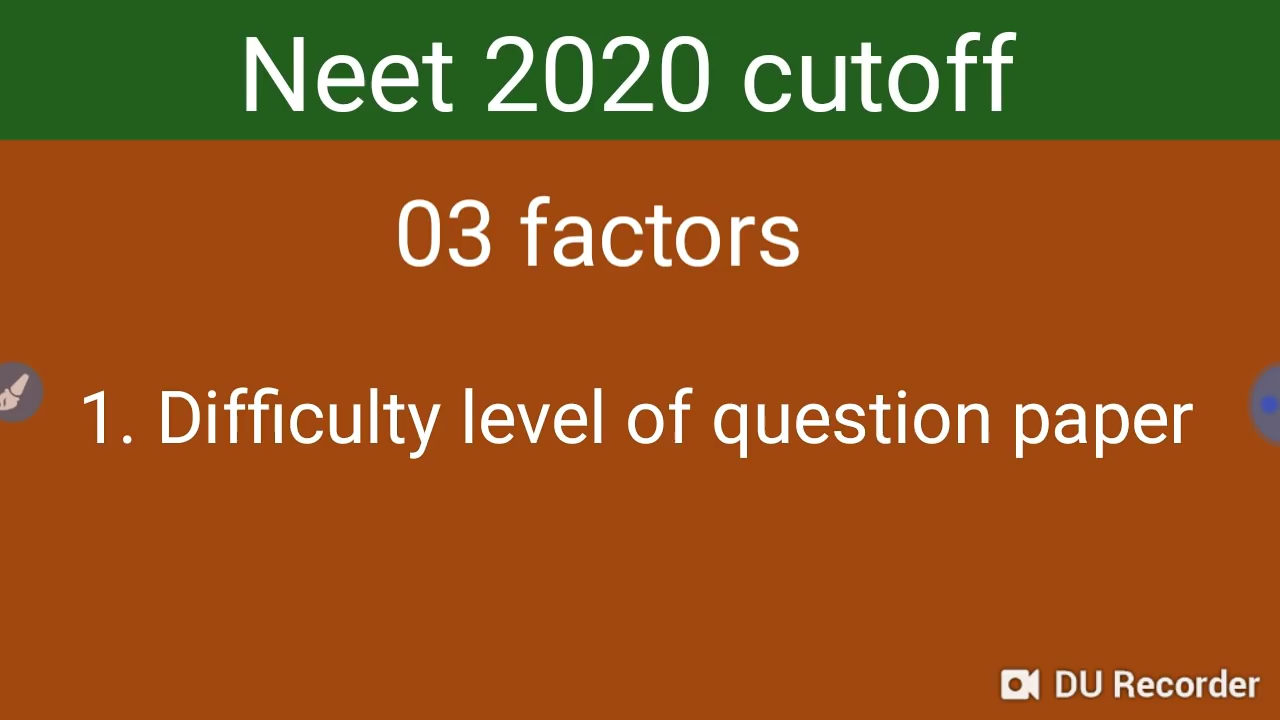 Neet 2020 cutoff
03 factors
1. Difficulty level of question paper
DU Recorder